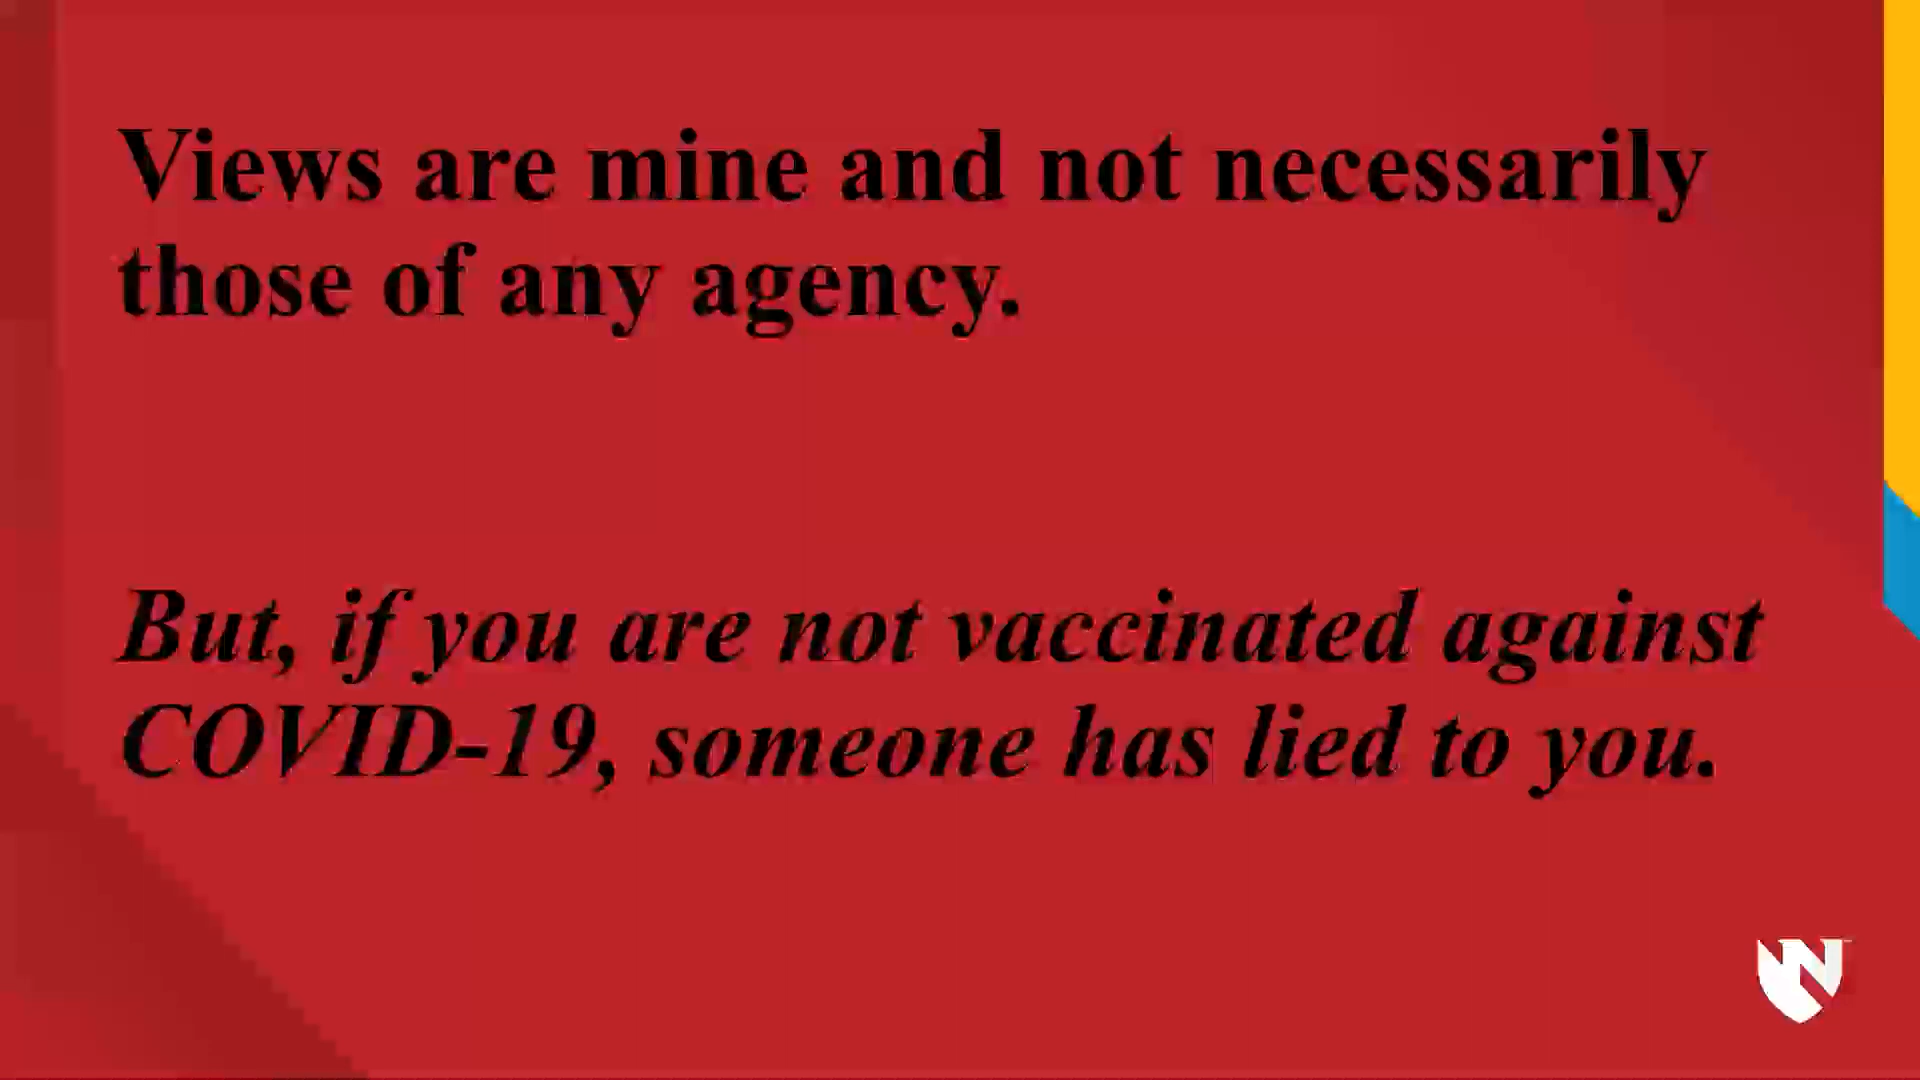 Views are mine and not necessarily
those of any agency.
But, if you are not vaccinated against
COVID-19, someone has lied to you.